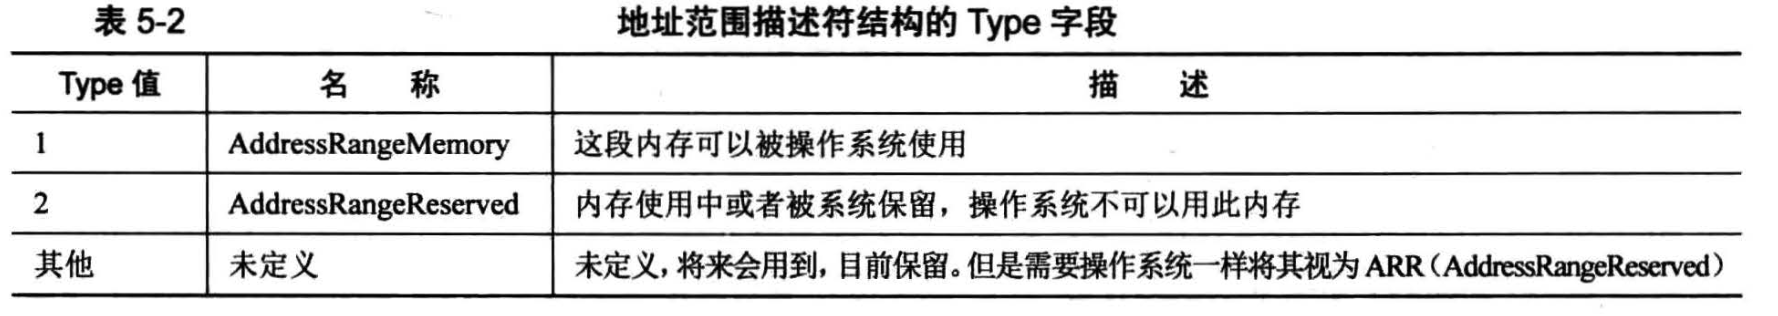 表 5-2 地址范围描述符结构的 Type 字段
Type 值 名 称 描 述
1 AddressRangeMemory 这段内存可以被操作系统使用
2 AddressRangeReserved 内存使用中或者被系统保留，操作系统不可以用此内存
其他 未定义 未定义，将来会用到，目前保留。但是需要操作系统一样将其视为 ARR（AddressRangeReserved）